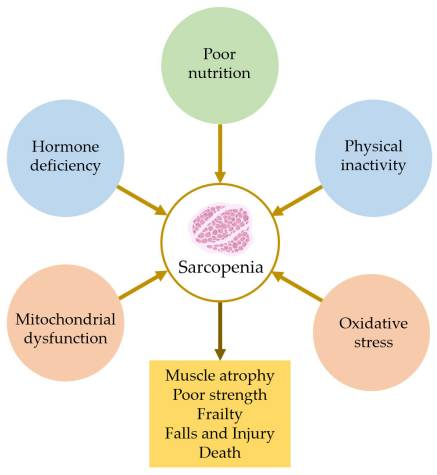 Poor
nutrition
Hormone
deficiency
Physical
inactivity
Sarcopenia
Mitochondrial
dysfunction
Oxidative
stress
Muscle atrophy
Poor strength
Frailty
Falls and Injury
Death